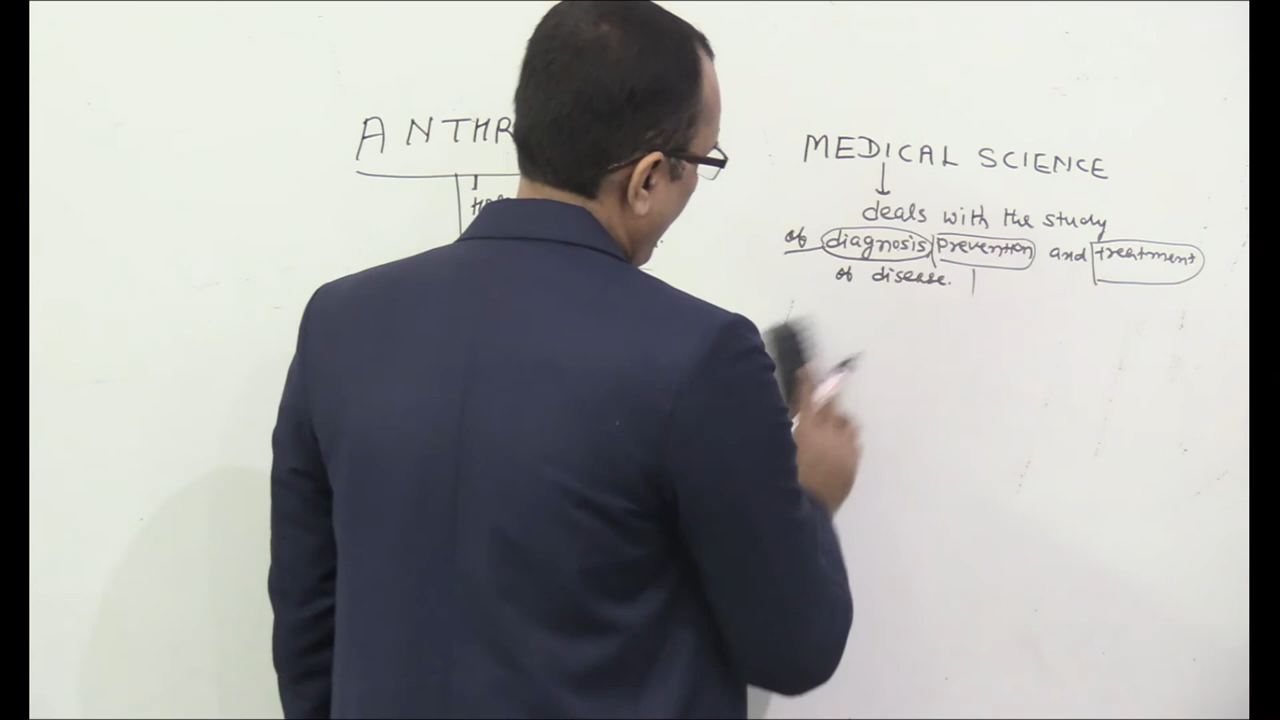 ANTHR
MEDICAL SCIENCE
deals with the study
of diagnosis prevention and treatment
of disease.